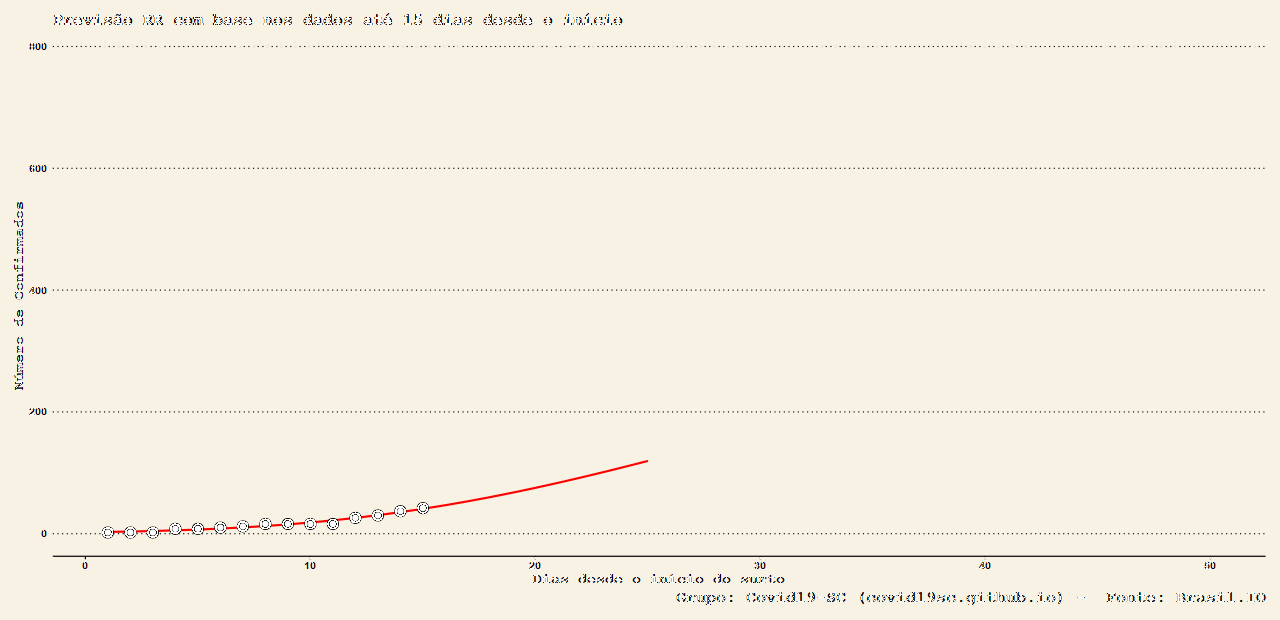 Previsão RR com base nos dados até 15 dias desde o início
800
600
400
200
0
Número de Confirmados
0 10 20 30 40 50
Dias desde o início do surto
Grupo: Covid19-SC (covid19sc.github.io) -- Fonte: Brasil.IO